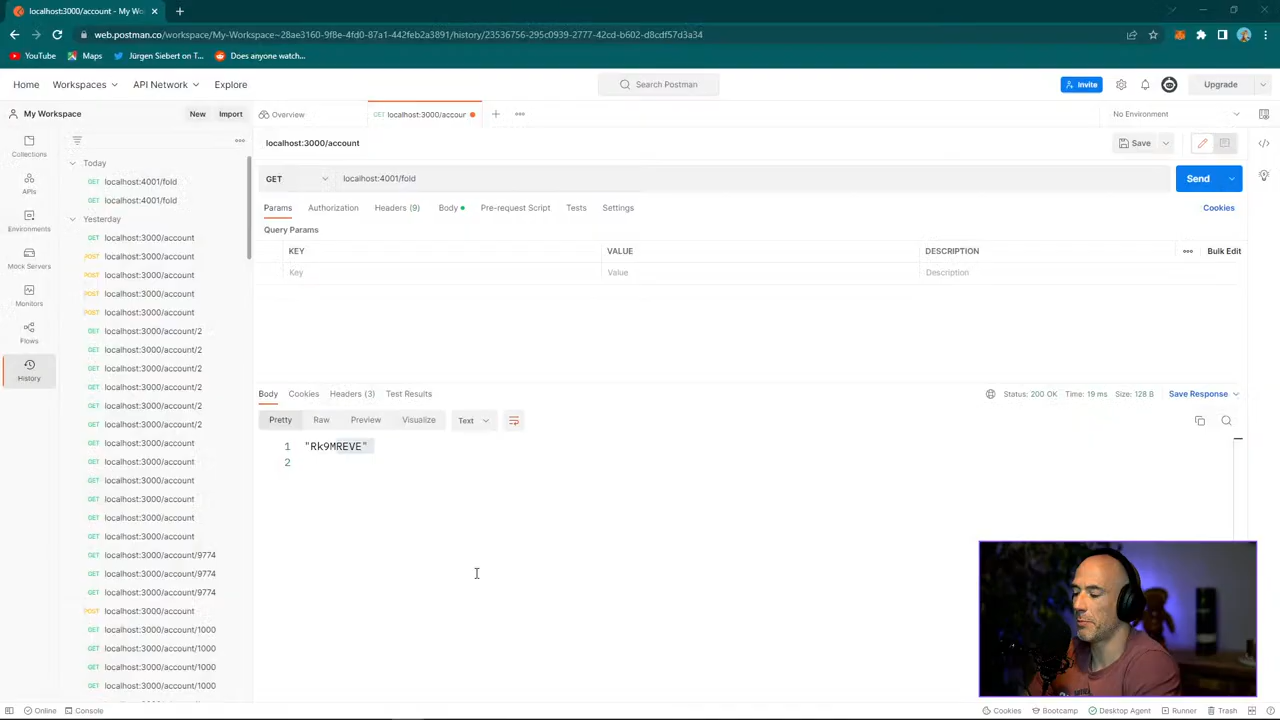 localhost:3000/account - My Wo
web.postman.co/workspace/My-Workspace~28ae3160-9f8e-4fd0-87a1-442feb2a3891/history/23536756-295c0939-2777-42cd-b602-d8cdf57d3a34
YouTube Maps Jürgen Siebert on T... Does anyone watch...
Home Workspaces API Network Explore Search Postman Invite Upgrade
My Workspace New Import Overview GET localhost:3000/accour No Environment
Collections
APIs
Environments
Mock Servers
Monitors
Flows
History
Today
GET localhost:4001/fold
GET localhost:4001/fold
Yesterday
GET localhost:3000/account
POST localhost:3000/account
POST localhost:3000/account
POST localhost:3000/account
POST localhost:3000/account
GET localhost:3000/account/2
GET localhost:3000/account/2
GET localhost:3000/account/2
GET localhost:3000/account/2
GET localhost:3000/account/2
GET localhost:3000/account/2
GET localhost:3000/account
GET localhost:3000/account
GET localhost:3000/account
GET localhost:3000/account
GET localhost:3000/account
GET localhost:3000/account
GET localhost:3000/account/9774
GET localhost:3000/account/9774
GET localhost:3000/account/9774
POST localhost:3000/account
GET localhost:3000/account/1000
GET localhost:3000/account/1000
GET localhost:3000/account/1000
GET localhost:3000/account/1000
localhost:3000/account Save
GET localhost:4001/fold Send
Params Authorization Headers (9) Body Pre-request Script Tests Settings Cookies
Query Params
KEY VALUE DESCRIPTION Bulk Edit
Key Value Description
Body Cookies Headers (3) Test Results Status: 200 OK Time: 19 ms Size: 128 B Save Response
Pretty Raw Preview Visualize Text
1 "Rk9MREVE"
2
Online Console Cookies Bootcamp Desktop Agent Runner Trash